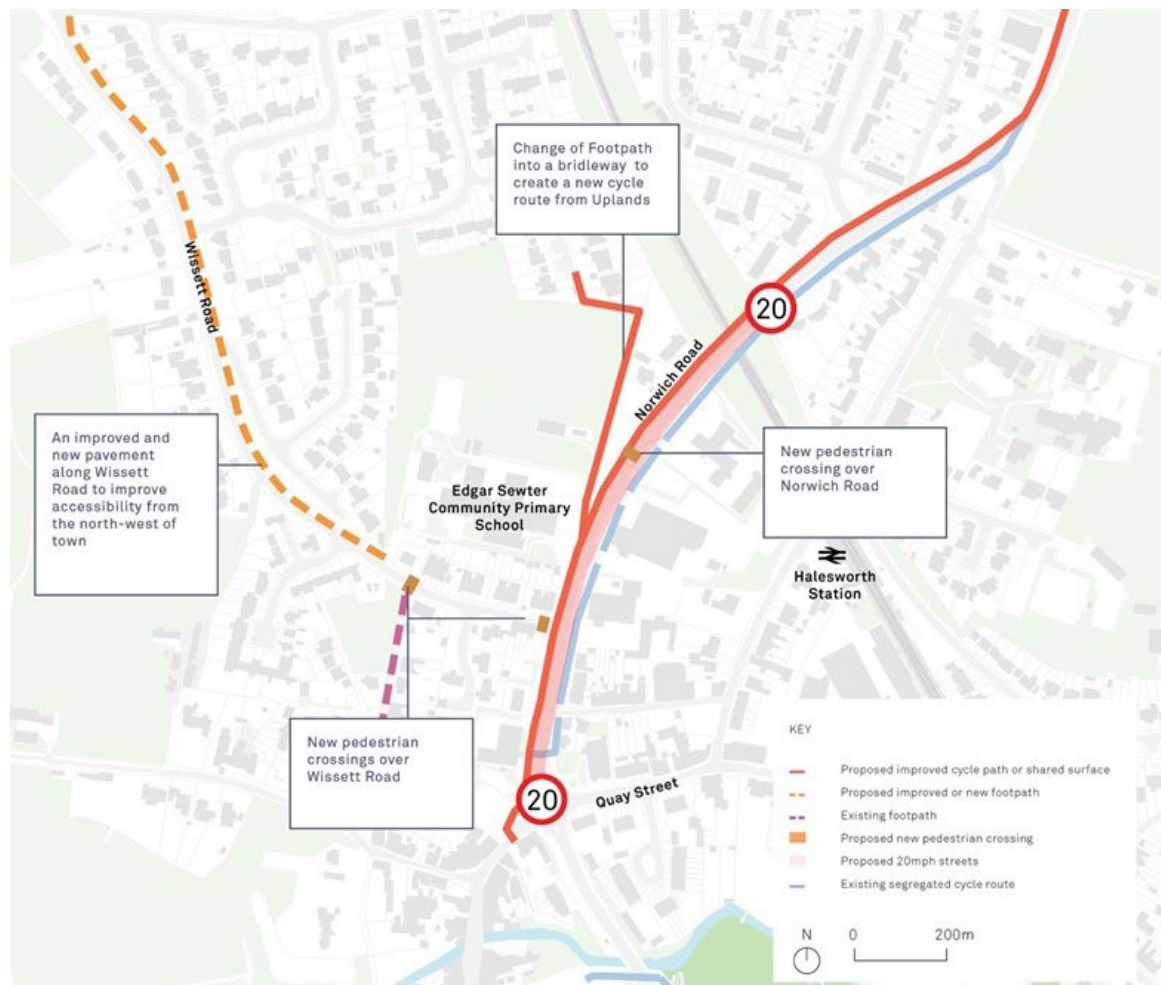 Change of Footpath
into a bridleway to
create a new cycle
route from Uplands
Wissett Road
20
Norwich Road
An improved and
new pavement
along Wissett
Road to improve
accessibility from
the north-west of
town
New pedestrian
crossing over
Norwich Road
Edgar Sewter
Community Primary
School
Halesworth
Station
New pedestrian
crossings over
Wissett Road
20
Quay Street
KEY
Proposed improved cycle path or shared surface
Proposed improved or new footpath
Existing footpath
Proposed new pedestrian crossing
Proposed 20mph streets
Existing segregated cycle route
N
0 200m